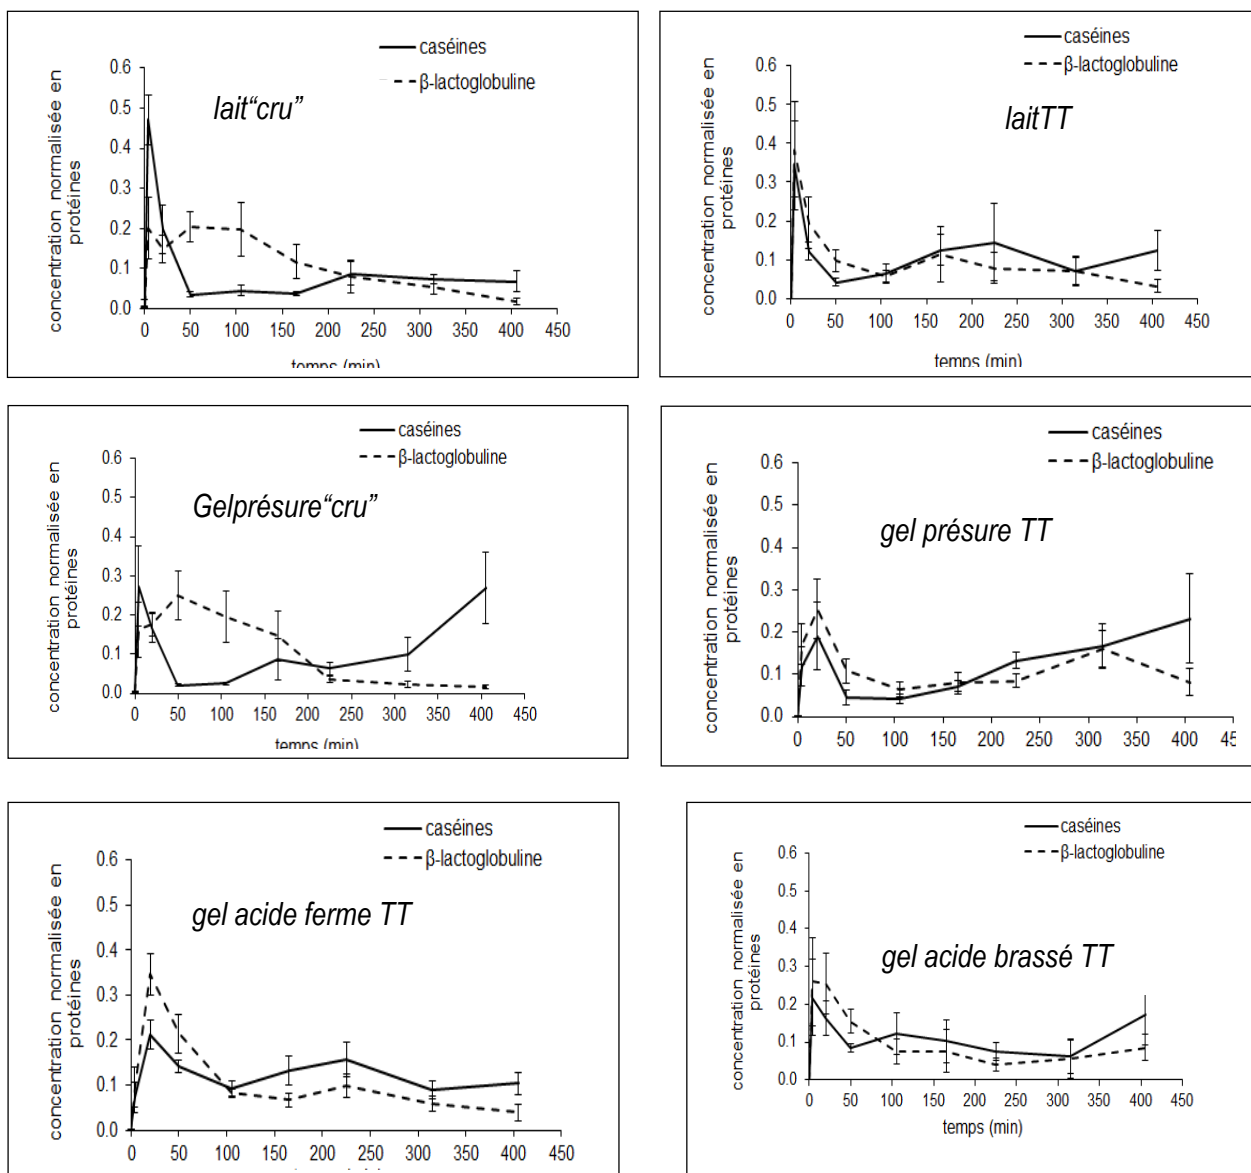 caséines
β-lactoglobuline
lait“cru”
concentration normalisée en
protéines
0.6
0.5
0.4
0.3
0.2
0.1
0.0
0 50 100 150 200 250 300 350 400 450
temps (min)
caséines
β-lactoglobuline
laitTT
concentration normalisée en
protéines
0.6
0.5
0.4
0.3
0.2
0.1
0.0
0 50 100 150 200 250 300 350 400 450
temps (min)
caséines
β-lactoglobuline
Gelprésure“cru”
concentration normalisée en
protéines
0.6
0.5
0.4
0.3
0.2
0.1
0.0
0 50 100 150 200 250 300 350 400 450
temps (min)
caséines
β-lactoglobuline
gel présure TT
concentration normalisée en
protéines
0.6
0.5
0.4
0.3
0.2
0.1
0.0
0 50 100 150 200 250 300 350 400
caséines
β-lactoglobuline
gel acide ferme TT
concentration normalisée en
protéines
0.6
0.5
0.4
0.3
0.2
0.1
0.0
0 50 100 150 200 250 300 350 400 450
caséines
β-lactoglobuline
gel acide brassé TT
concentration normalisée en
protéines
0.6
0.5
0.4
0.3
0.2
0.1
0.0
0 50 100 150 200 250 300 350 400 450
temps (min)